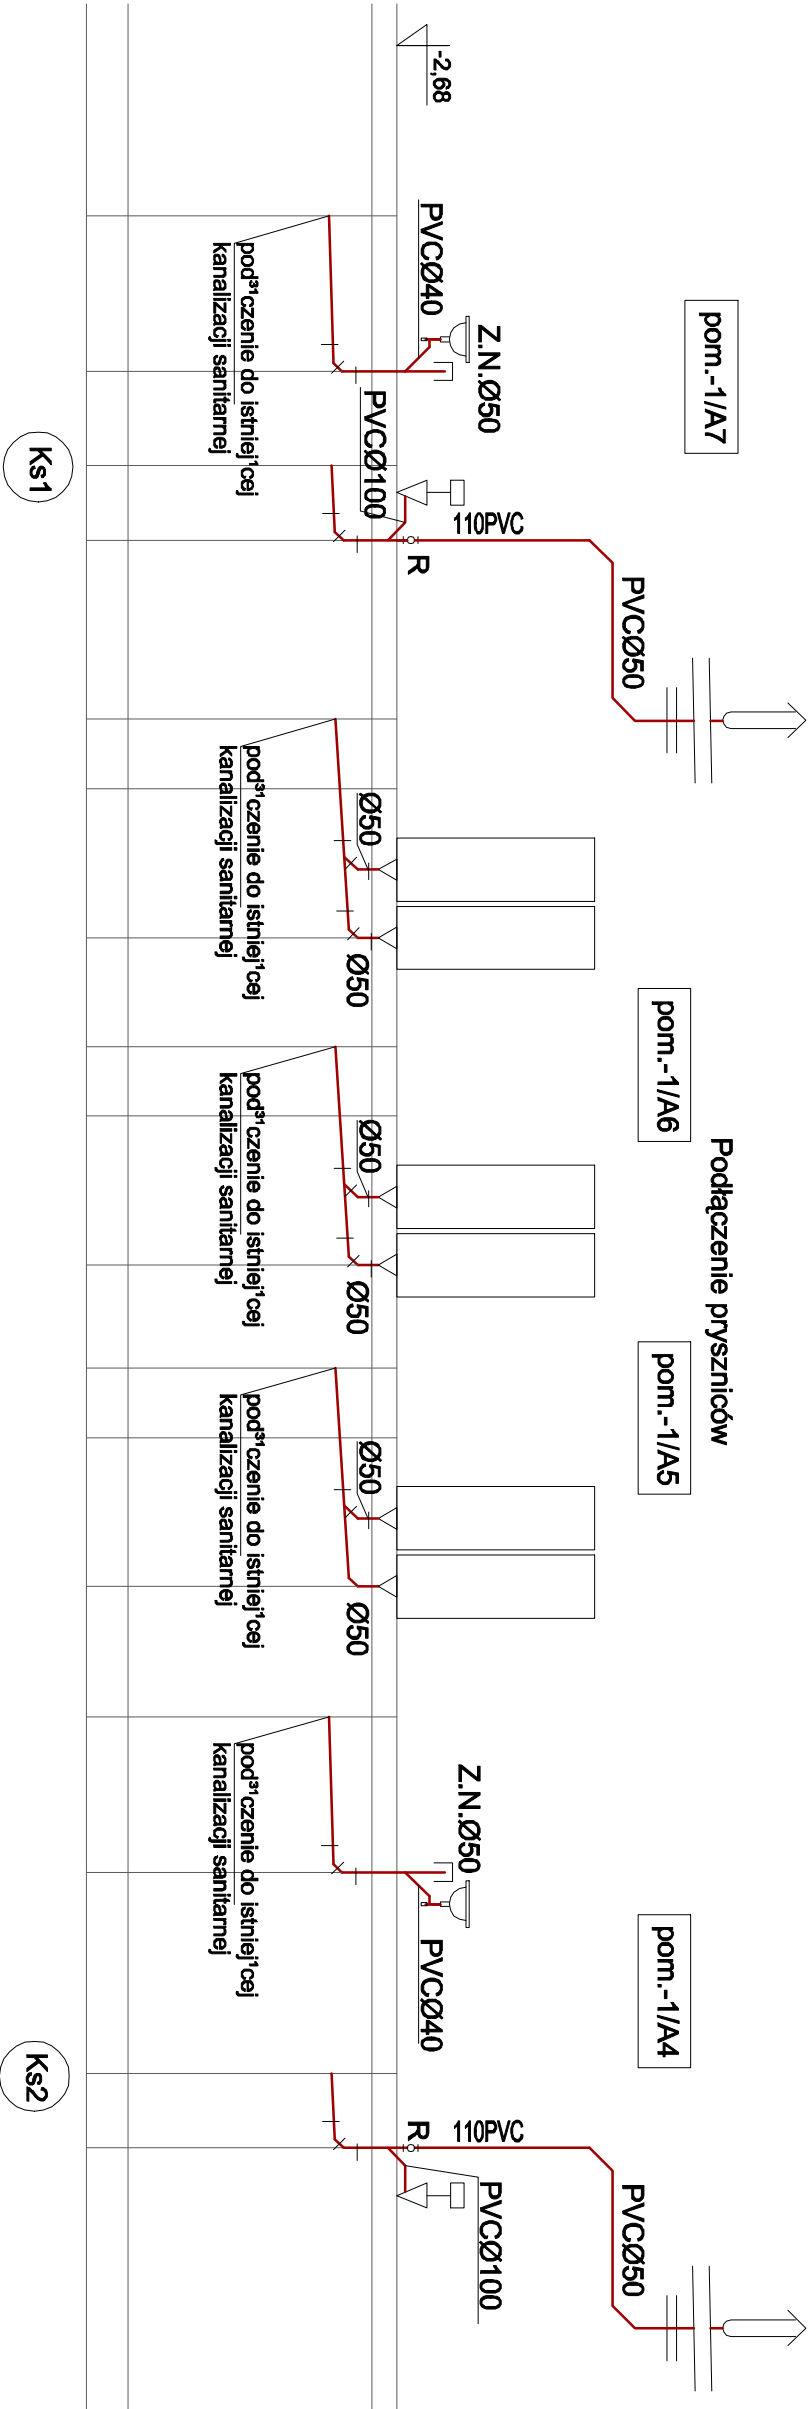 -2,68
pom.-1/A7
Z.N.Ø50
PVCØ40
pod³¹czenie do istniej¹cej
kanalizacji sanitarnej
Ks1
PVCØ100
110PVC
R
PVCØ50
Podłączenie pryszniców
pom.-1/A6
pom.-1/A5
Ø50
Ø50
pod³¹czenie do istniej¹cej
kanalizacji sanitarnej
Ø50
Ø50
pod³¹czenie do istniej¹cej
kanalizacji sanitarnej
Ø50
Ø50
pod³¹czenie do istniej¹cej
kanalizacji sanitarnej
pom.-1/A4
Z.N.Ø50
PVCØ40
pod³¹czenie do istniej¹cej
kanalizacji sanitarnej
Ks2
R
110PVC
PVCØ100
PVCØ50